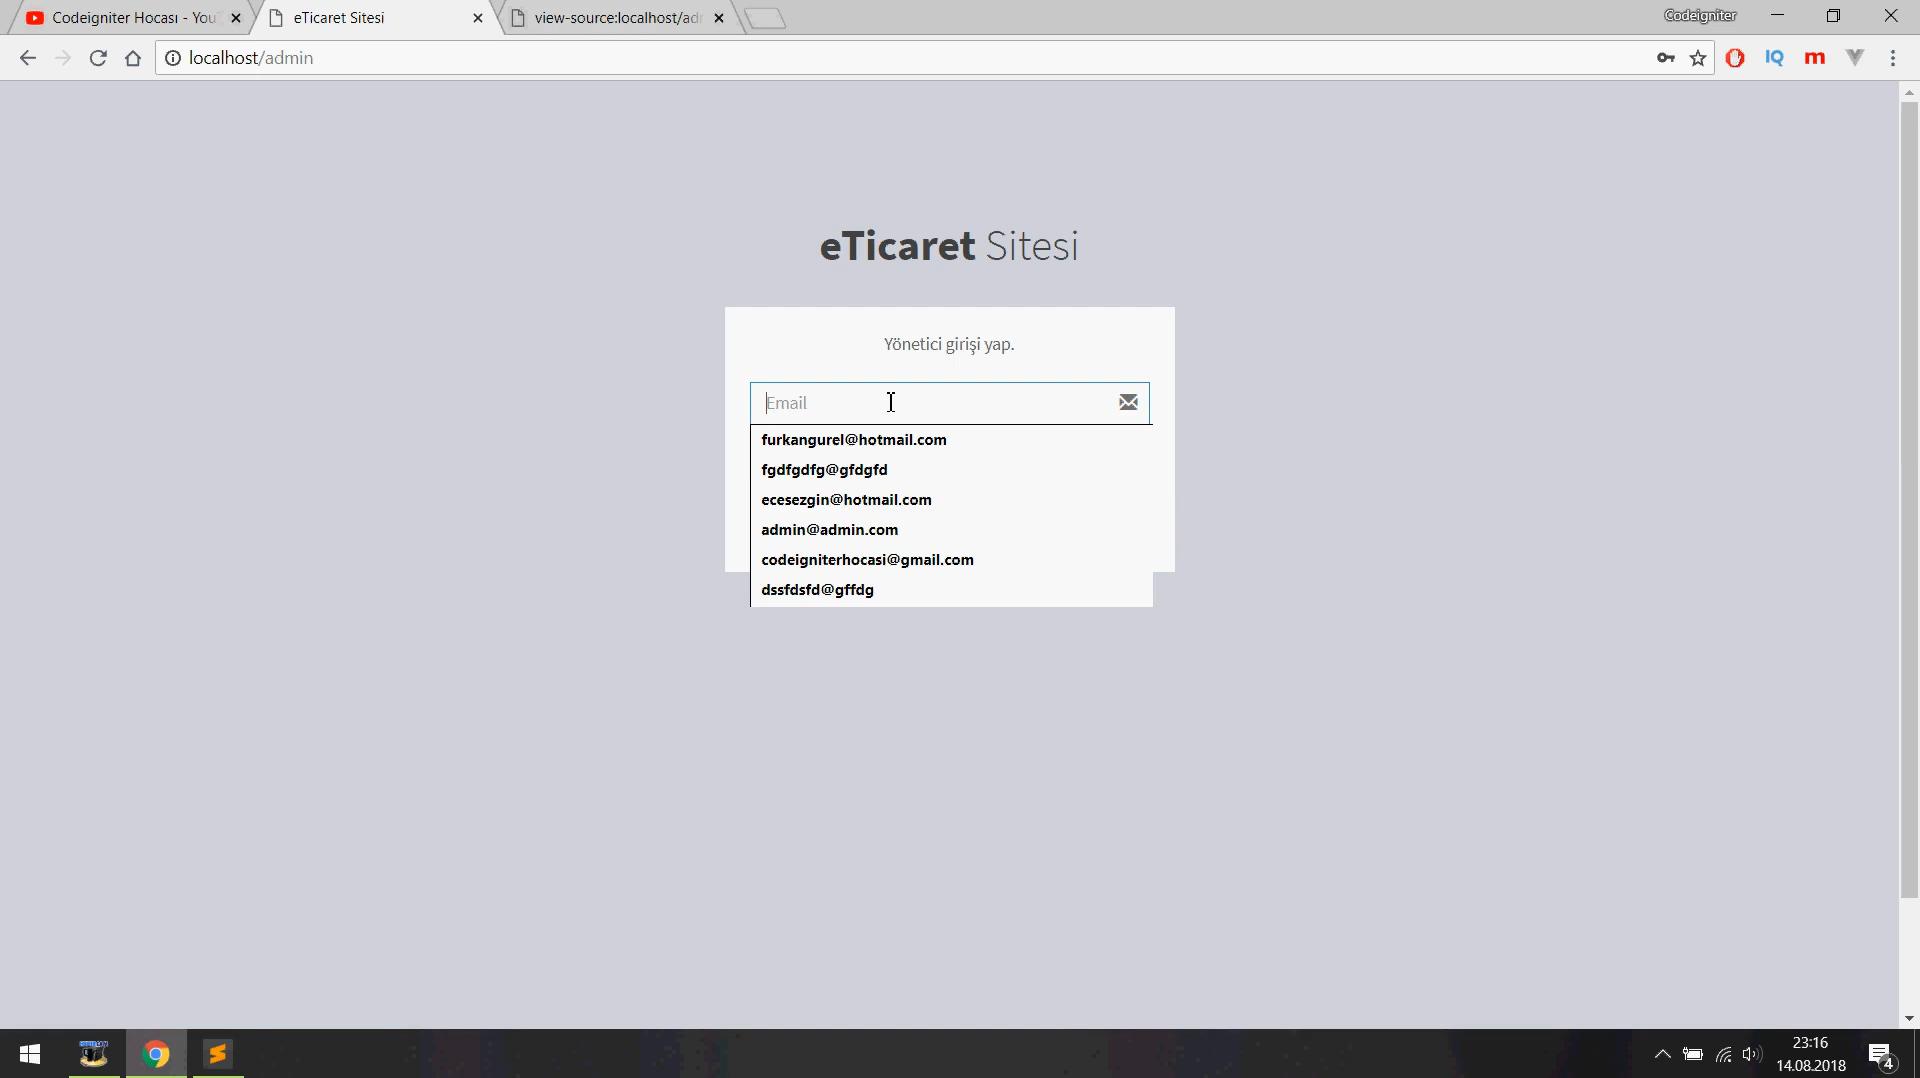 Codeigniter Hocası - You
eTicaret Sitesi
view-source:localhost/adr
Codeigniter
localhost/admin
IQ
m
eTicaret Sitesi
Yönetici girişi yap.
Email
furkangurel@hotmail.com
fgdfgdfg@gfdgfd
ecesezgin@hotmail.com
admin@admin.com
codeigniterhocasi@gmail.com
dssfdsfd@gffdg
23:16
14.08.2018
4